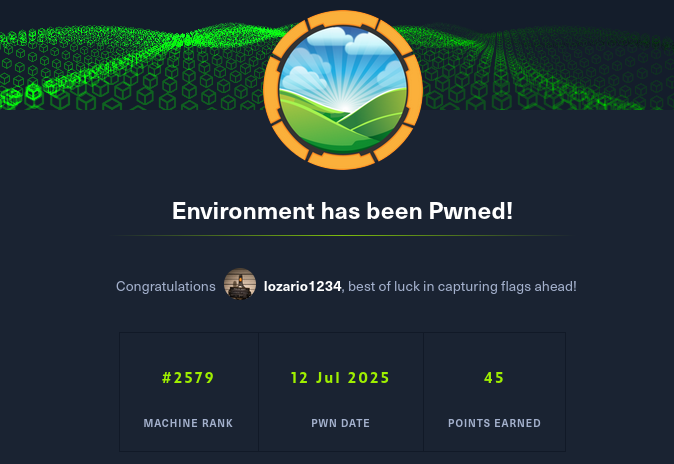 Environment has been Pwned!
Congratulations lozario1234, best of luck in capturing flags ahead!
#2579 12 Jul 2025 45
MACHINE RANK PWN DATE POINTS EARNED